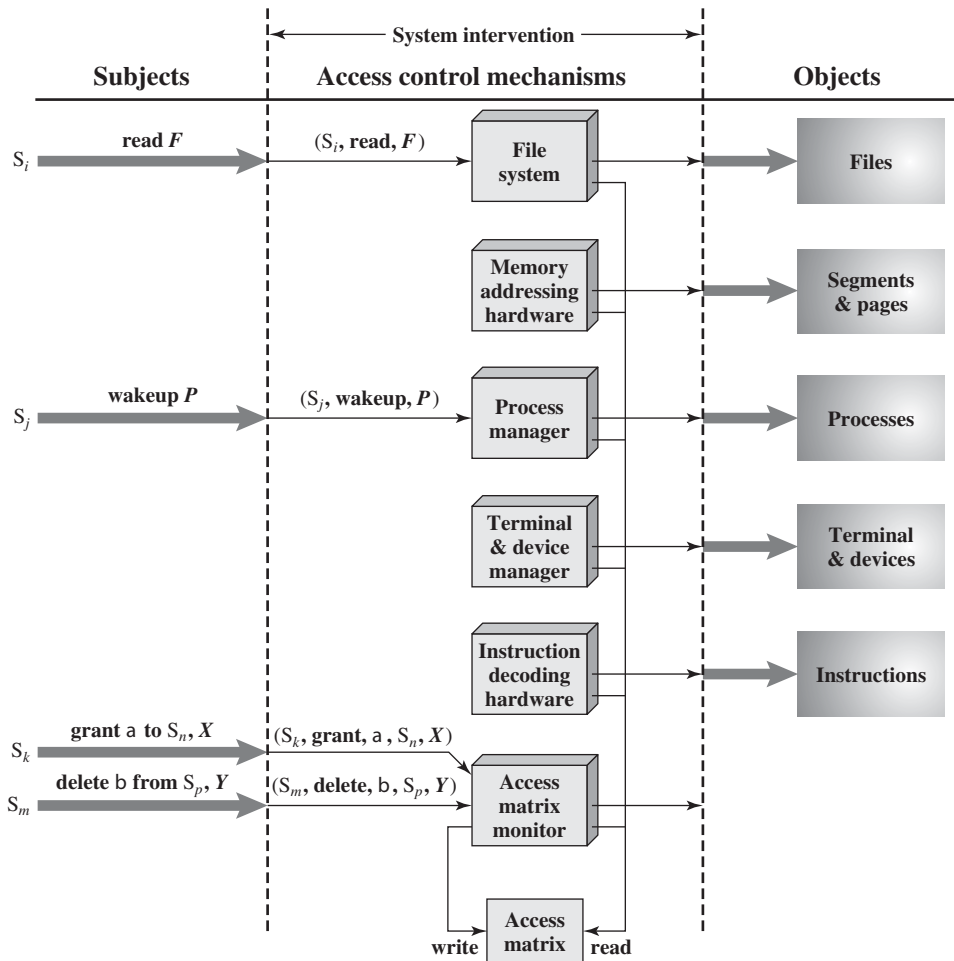 System intervention
Subjects
Access control mechanisms
Objects
Sᵢ
read F
(Sᵢ, read, F)
File
system
Files
Memory
addressing
hardware
Segments
& pages
Sⱼ
wakeup P
(Sⱼ, wakeup, P)
Process
manager
Processes
Terminal
& device
manager
Terminal
& devices
Instruction
decoding
hardware
Instructions
Sₖ
grant a to Sₙ, X
(Sₖ, grant, a , Sₙ, X)
Sₘ
delete b from Sₚ, Y
(Sₘ, delete, b, Sₚ, Y)
Access
matrix
monitor
write
Access
matrix
read